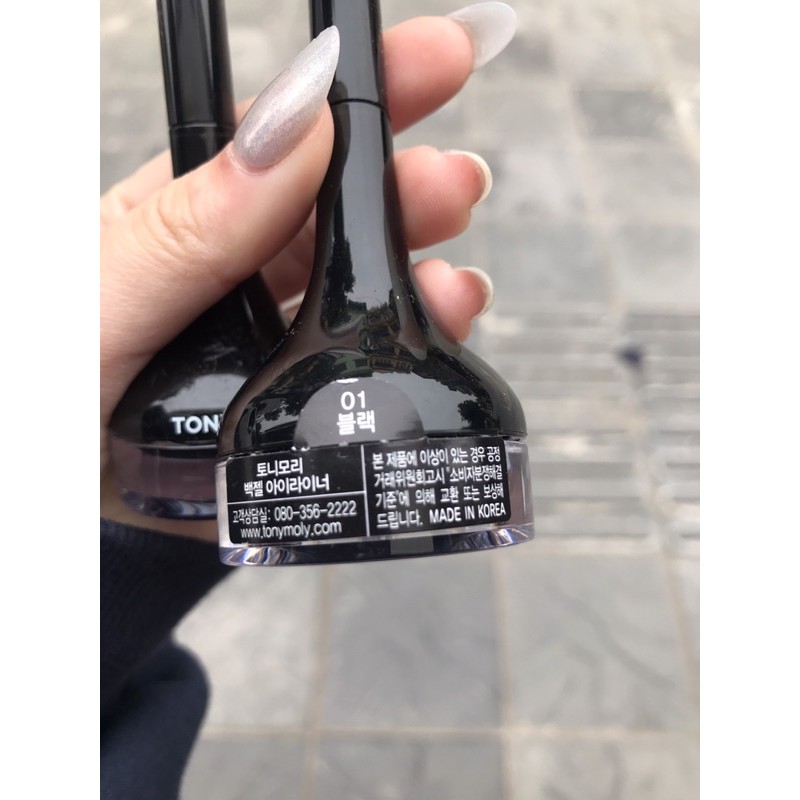 TON
01
블랙
토니모리
백젤 아이라이너
고객상담실: 080-356-2222
www.tonymoly.com
본 제품에 이상이 있는 경우 공정
거래위원회고시 "소비자분쟁해결
기준"에 의해 교환 또는 보상해
드립니다. MADE IN KOREA